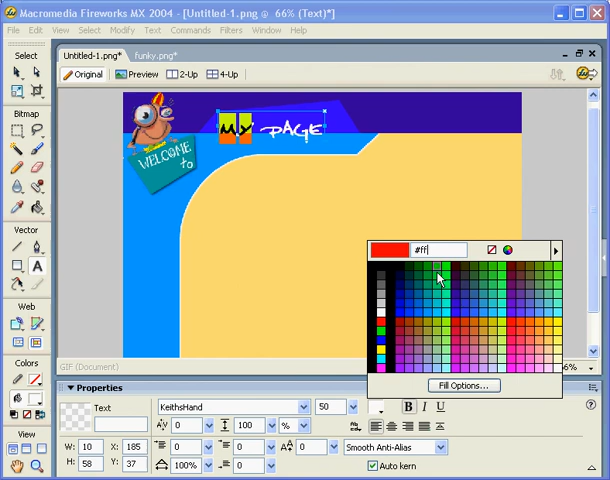 Macromedia Fireworks MX 2004 - [Untitled-1.png @ 66% (Text)*]
File Edit View Select Modify Text Commands Filters Window Help
Select
Untitled-1.png* funky.png*
Original Preview 2-Up 4-Up
Bitmap
MY PAGE
WELCOME
to
Vector
A
#ff
Web
GIF (Document)
6%
Fill Options...
Colors
Properties
Text KeithsHand 50 B I U
0 100 %
W: 10 X: 185 0 0 Smooth Anti-Alias
H: 58 Y: 37 100% 0 Auto kern
View